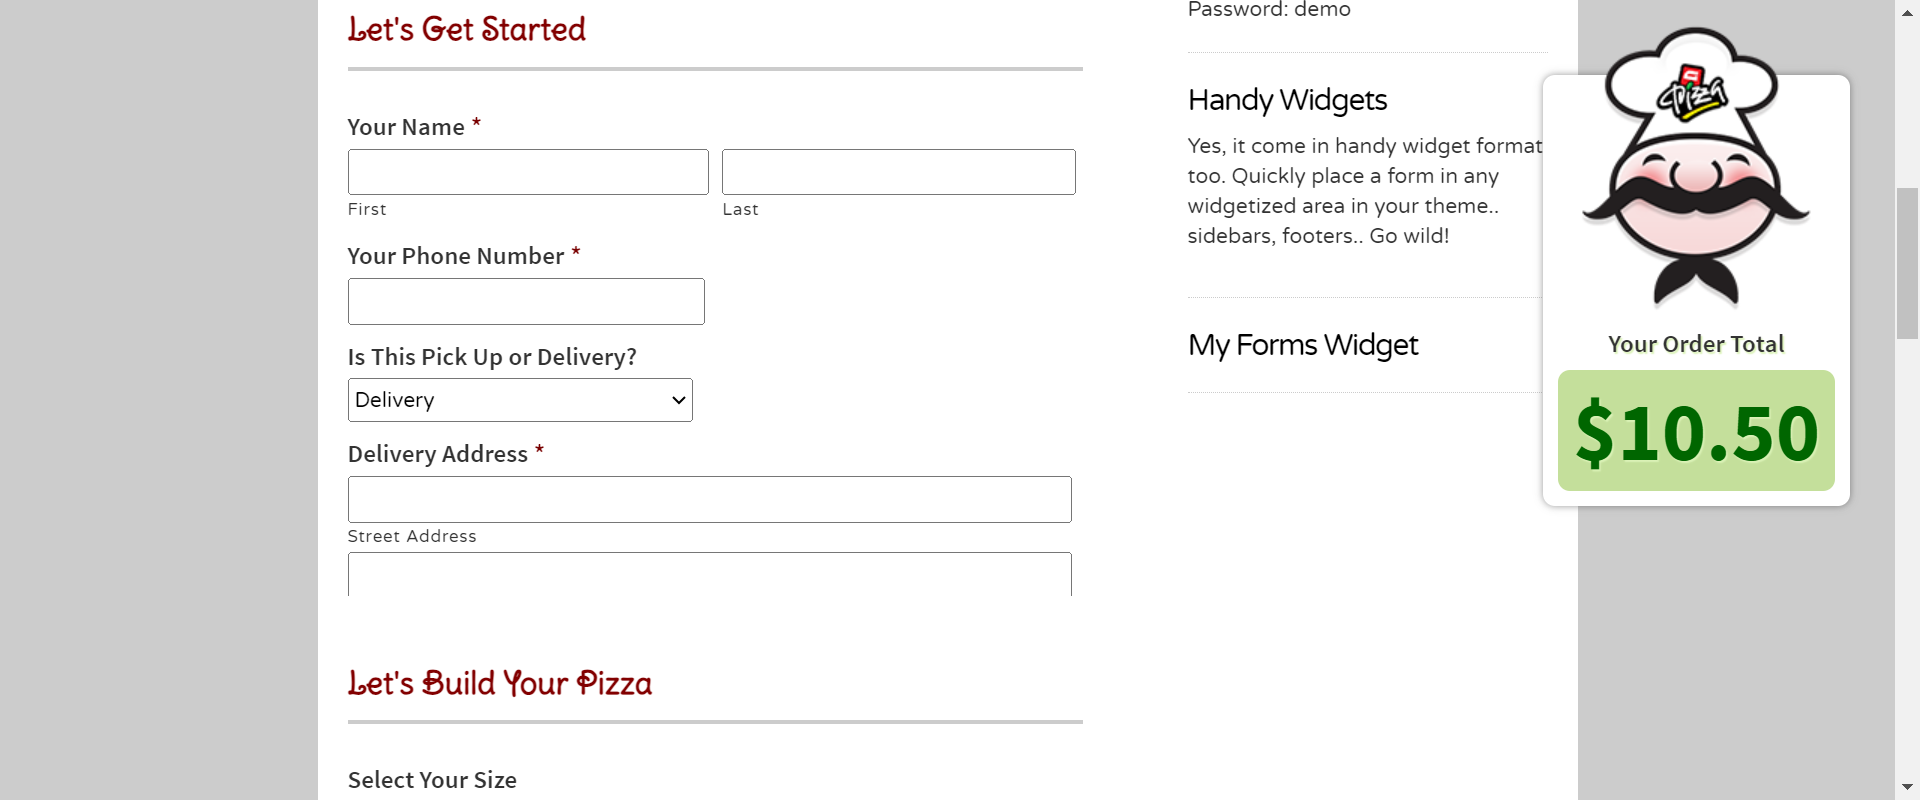 Let's Get Started
Your Name *
First
Last
Your Phone Number *
Is This Pick Up or Delivery?
Delivery
Delivery Address *
Street Address
Let's Build Your Pizza
Select Your Size
Password: demo
Handy Widgets
Yes, it come in handy widget format
too. Quickly place a form in any
widgetized area in your theme..
sidebars, footers.. Go wild!
My Forms Widget
Pizza
Your Order Total
$10.50